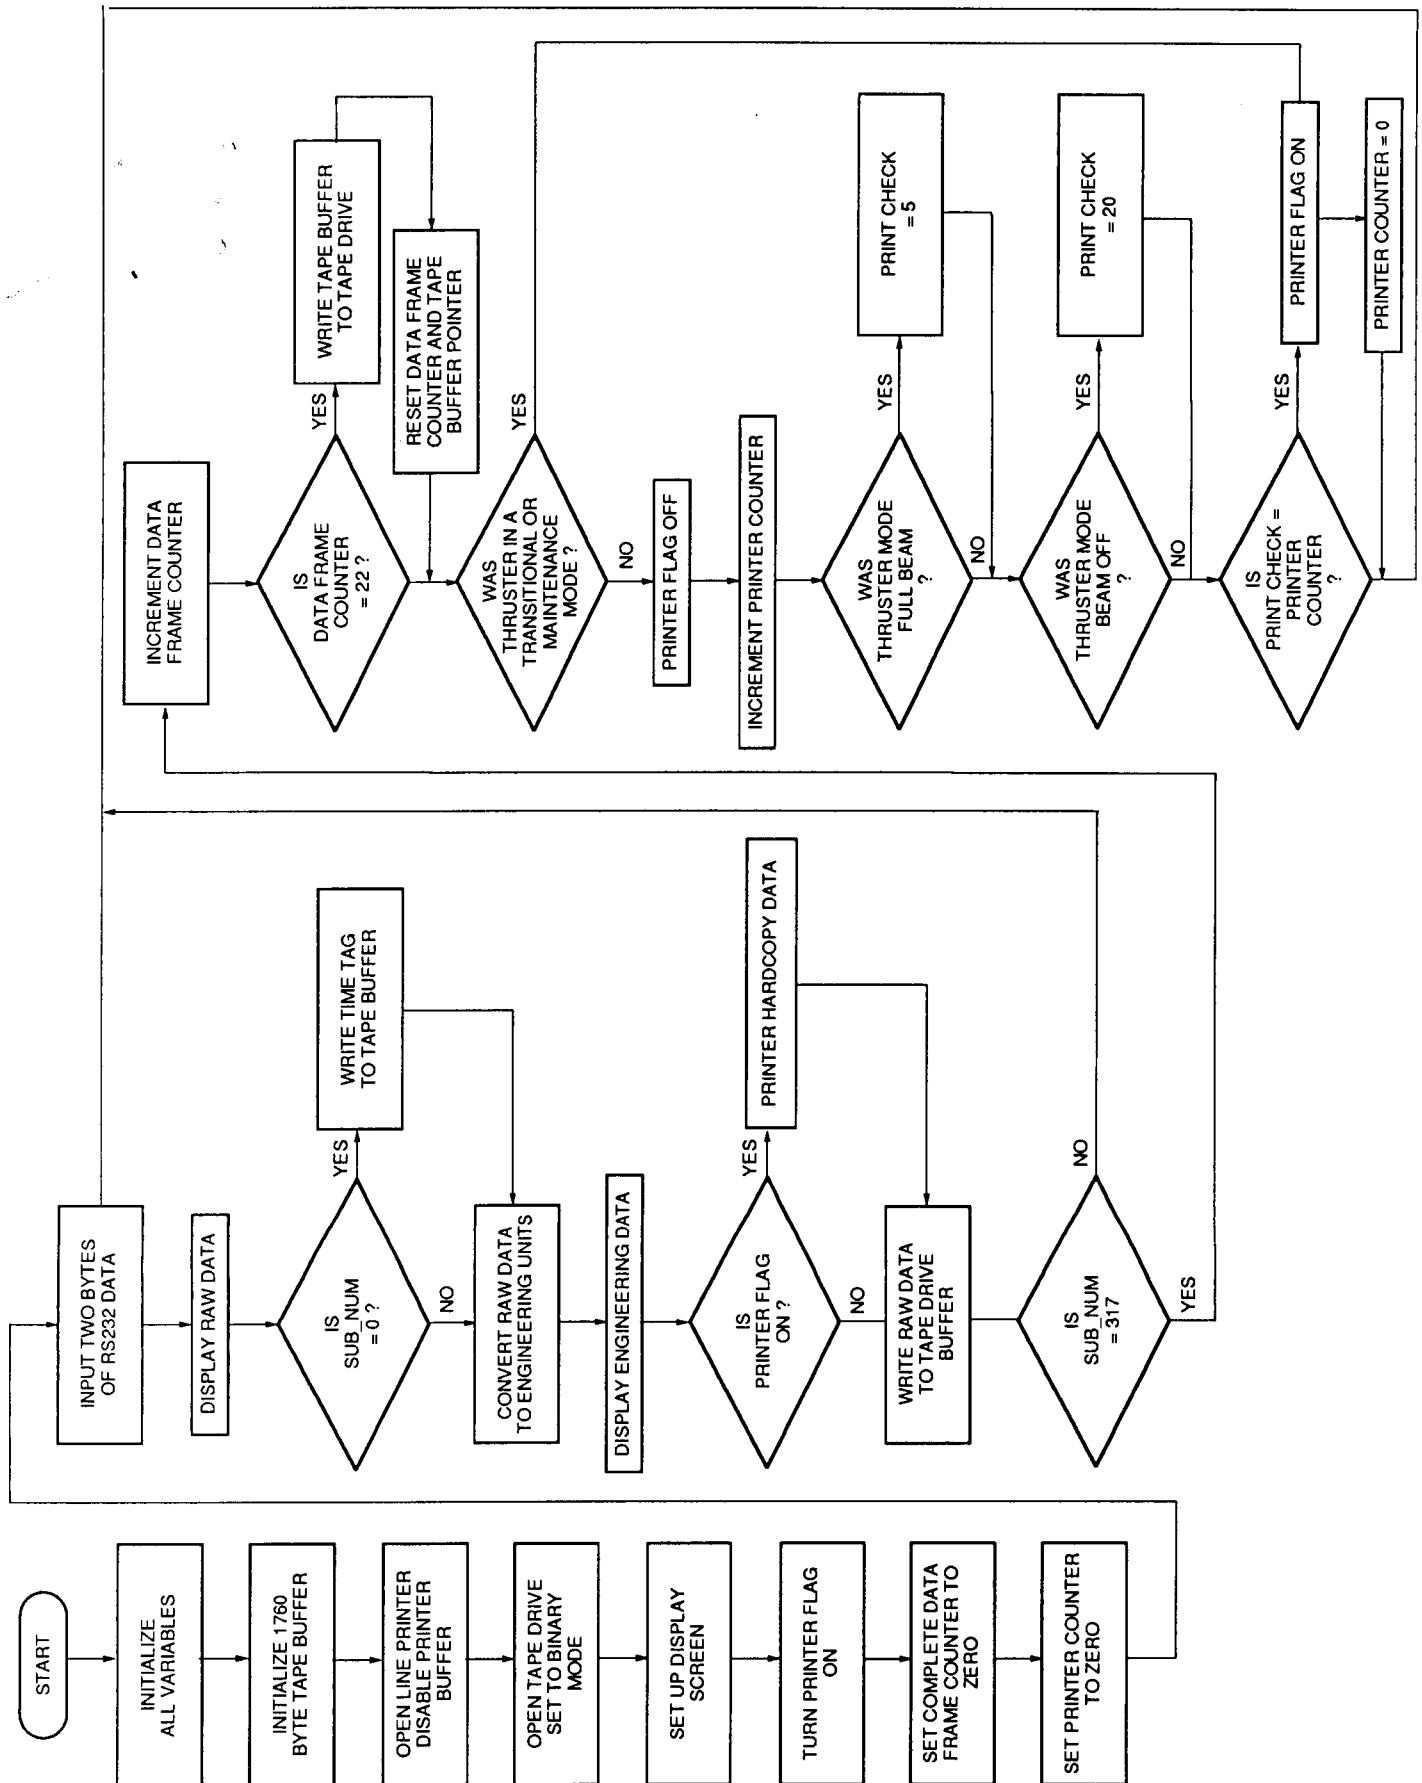 START
INITIALIZE
ALL VARIABLES
INITIALIZE 1760
BYTE TAPE BUFFER
OPEN LINE PRINTER
DISABLE PRINTER
BUFFER
OPEN TAPE DRIVE
SET TO BINARY
MODE
SET UP DISPLAY
SCREEN
TURN PRINTER FLAG
ON
SET COMPLETE DATA
FRAME COUNTER TO
ZERO
SET PRINTER COUNTER
TO ZERO
INPUT TWO BYTES
OF RS232 DATA
DISPLAY RAW DATA
IS
SUB_NUM
= 0 ?
YES
WRITE TIME TAG
TO TAPE BUFFER
NO
CONVERT RAW DATA
TO ENGINEERING UNITS
DISPLAY ENGINEERING DATA
IS
PRINTER FLAG
ON ?
YES
PRINTER HARDCOPY DATA
NO
WRITE RAW DATA
TO TAPE DRIVE
BUFFER
IS
SUB_NUM
= 317
NO
YES
INCREMENT DATA
FRAME COUNTER
IS
DATA FRAME
COUNTER
= 22 ?
YES
WRITE TAPE BUFFER
TO TAPE DRIVE
RESET DATA FRAME
COUNTER AND TAPE
BUFFER POINTER
WAS
THRUSTER IN A
TRANSITIONAL OR
MAINTENANCE
MODE ?
YES
NO
PRINTER FLAG OFF
INCREMENT PRINTER COUNTER
WAS
THRUSTER MODE
FULL BEAM
?
YES
PRINT CHECK
= 5
NO
WAS
THRUSTER MODE
BEAM OFF
?
YES
PRINT CHECK
= 20
NO
IS
PRINT CHECK =
PRINTER
COUNTER
?
YES
PRINTER FLAG ON
PRINTER COUNTER = 0